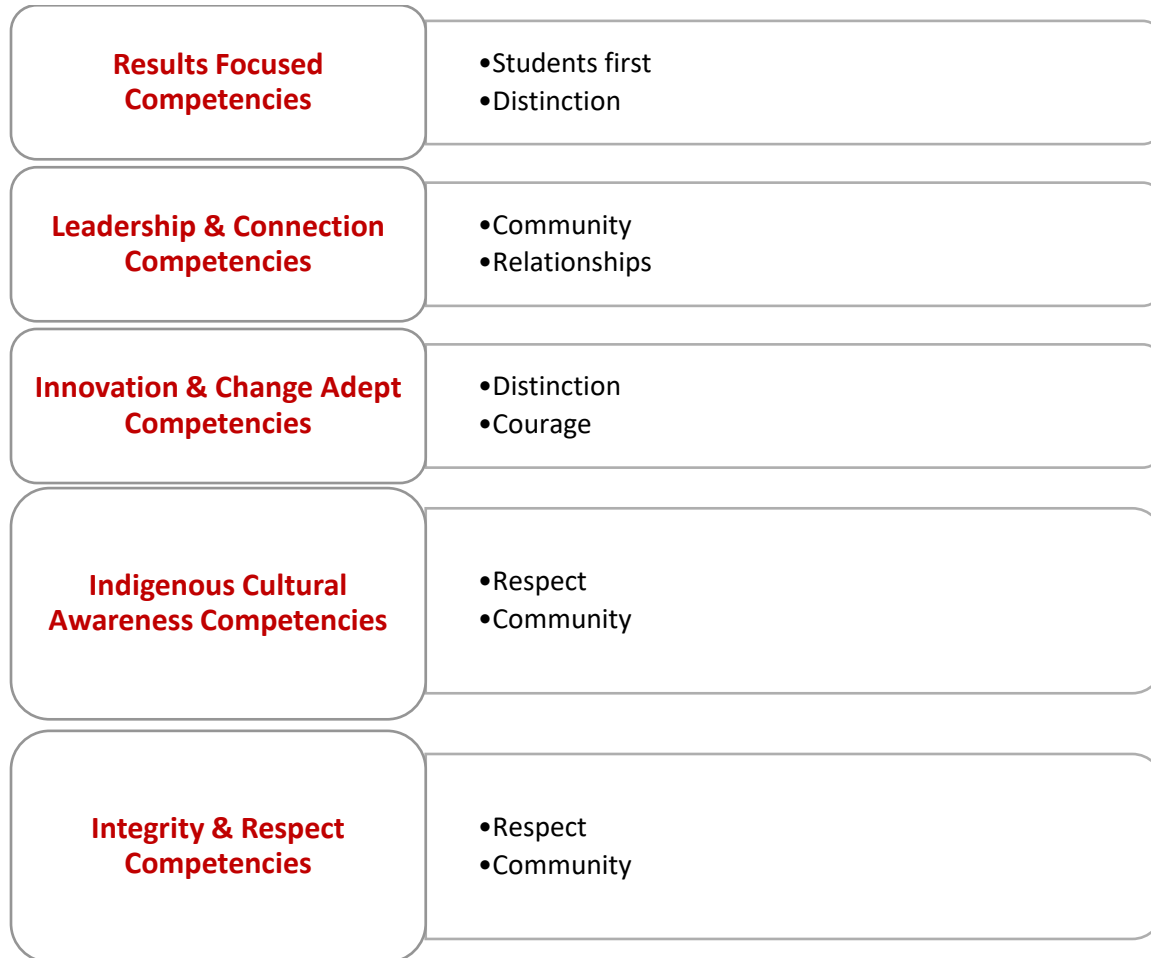 Results Focused
Competencies
•Students first
•Distinction
Leadership & Connection
Competencies
•Community
•Relationships
Innovation & Change Adept
Competencies
•Distinction
•Courage
Indigenous Cultural
Awareness Competencies
•Respect
•Community
Integrity & Respect
Competencies
•Respect
•Community